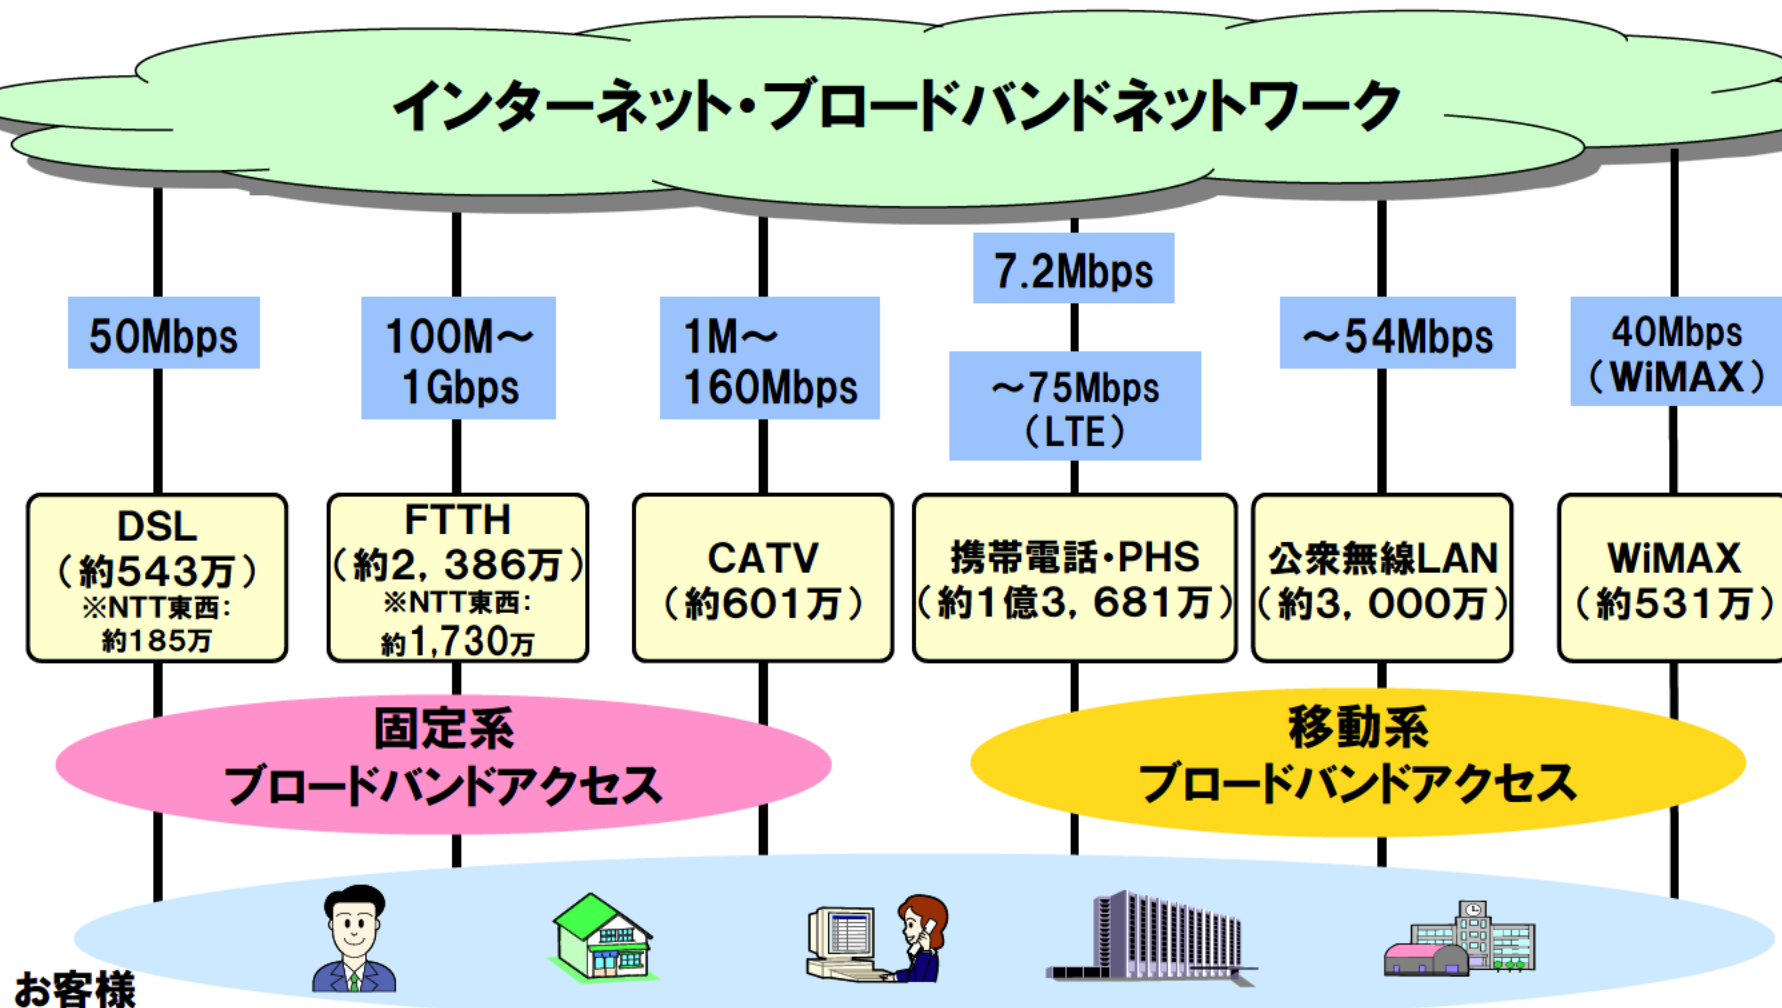 インターネット・ブロードバンドネットワーク
50Mbps
100M～
1Gbps
1M～
160Mbps
7.2Mbps
～75Mbps
（LTE）
～54Mbps
40Mbps
（WiMAX）
DSL
（約543万）
※NTT東西：
約185万
FTTH
（約2，386万）
※NTT東西：
約1,730万
CATV
（約601万）
携帯電話・PHS
（約1億3，681万）
公衆無線LAN
（約3，000万）
WiMAX
（約531万）
固定系
ブロードバンドアクセス
移動系
ブロードバンドアクセス
お客様